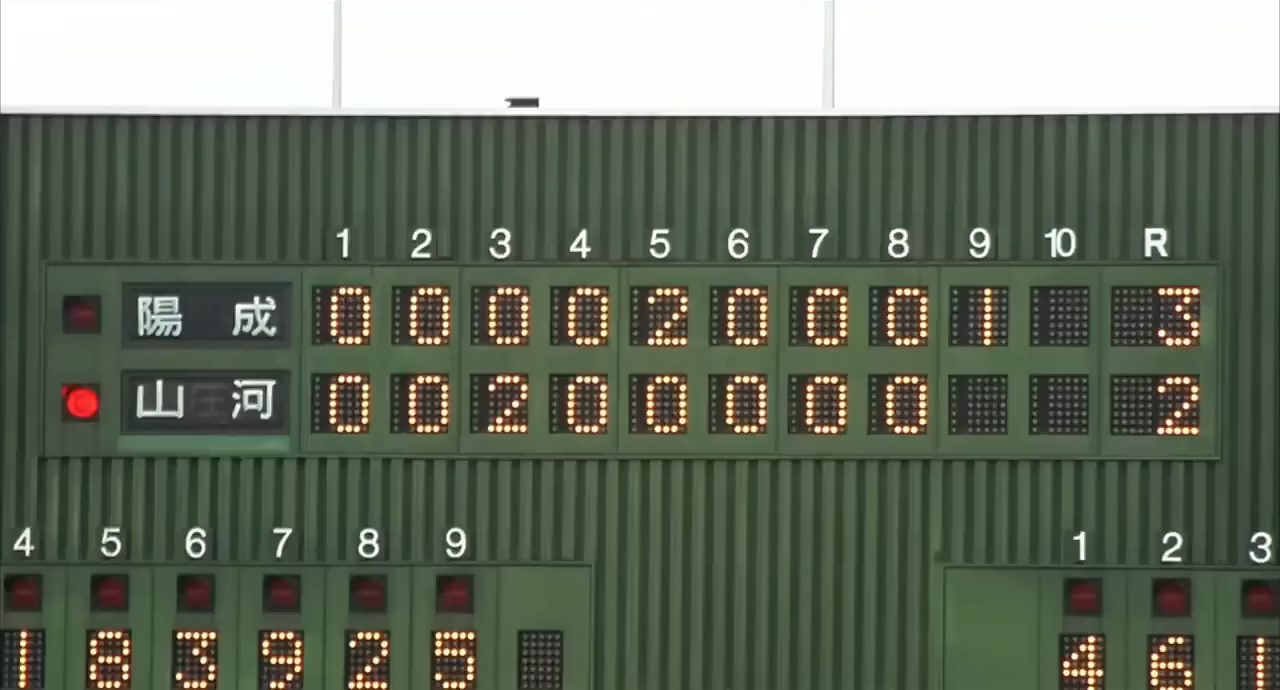 1 2 3 4 5 6 7 8 9 10 R
陽 成 0 0 0 0 2 0 0 0 1 3
山 河 0 0 2 0 0 0 0 0 2
4 5 6 7 8 9
1 8 3 9 2 5
1 2 3
4 6 1